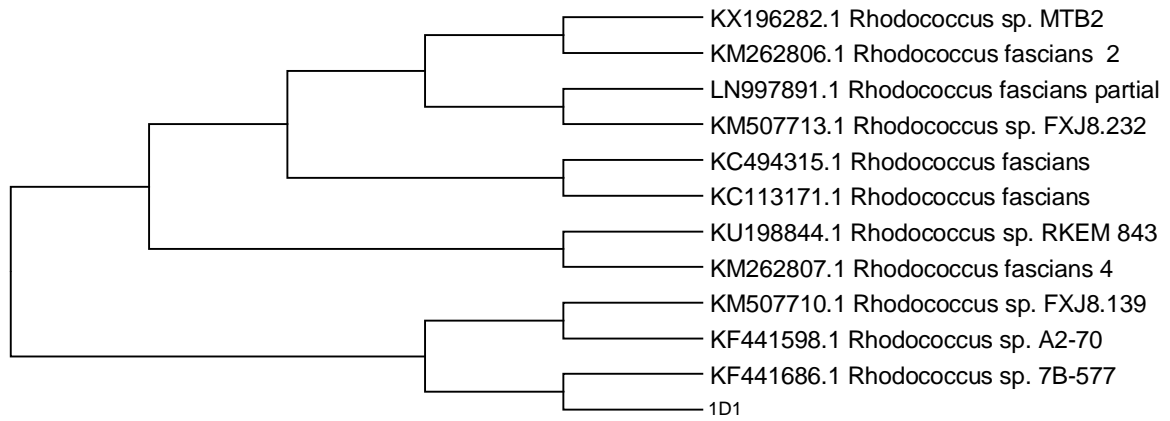 KX196282.1 Rhodococcus sp. MTB2
KM262806.1 Rhodococcus fascians  2
LN997891.1 Rhodococcus fascians partial
KM507713.1 Rhodococcus sp. FXJ8.232
KC494315.1 Rhodococcus fascians
KC113171.1 Rhodococcus fascians
KU198844.1 Rhodococcus sp. RKEM 843
KM262807.1 Rhodococcus fascians 4
KM507710.1 Rhodococcus sp. FXJ8.139
KF441598.1 Rhodococcus sp. A2-70
KF441686.1 Rhodococcus sp. 7B-577
1D1